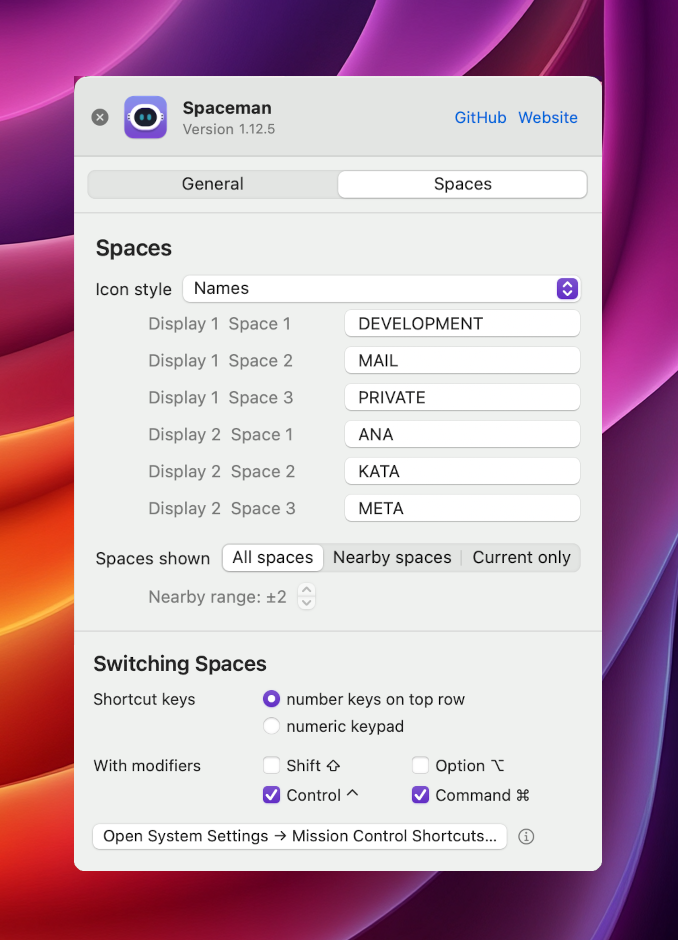 Spaceman
Version 1.12.5
GitHub Website
General Spaces
Spaces
Icon style Names
Display 1 Space 1 DEVELOPMENT
Display 1 Space 2 MAIL
Display 1 Space 3 PRIVATE
Display 2 Space 1 ANA
Display 2 Space 2 KATA
Display 2 Space 3 META
Spaces shown All spaces Nearby spaces Current only
Nearby range: ±2
Switching Spaces
Shortcut keys number keys on top row
numeric keypad
With modifiers Shift ⇧ Option ⌥
Control ^ Command ⌘
Open System Settings → Mission Control Shortcuts...